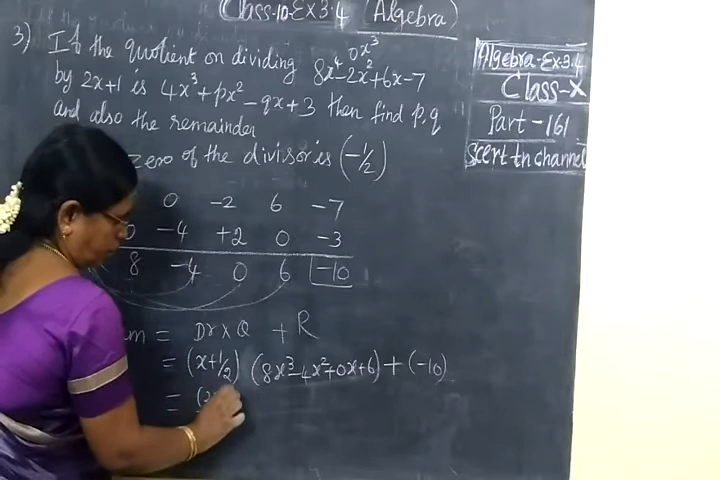 Class-10-EX3.4 (Algebra)
3) If the quotient on dividing 8x⁴-2x²+6x-7
0x³
by 2x+1 is 4x³+px²-qx+3 then find p,q
and also the remainder
Zero of the divisor is (-1/2)
0 -2 6 -7
0 -4 +2 0 -3
8 -4 0 6 -10
= Dr x Q + R
= (x+1/2) (8x³-4x²+0x+6)+(-10)
= (
Algebra-Ex3.4
Class-X
Part-161
Scert tn channel